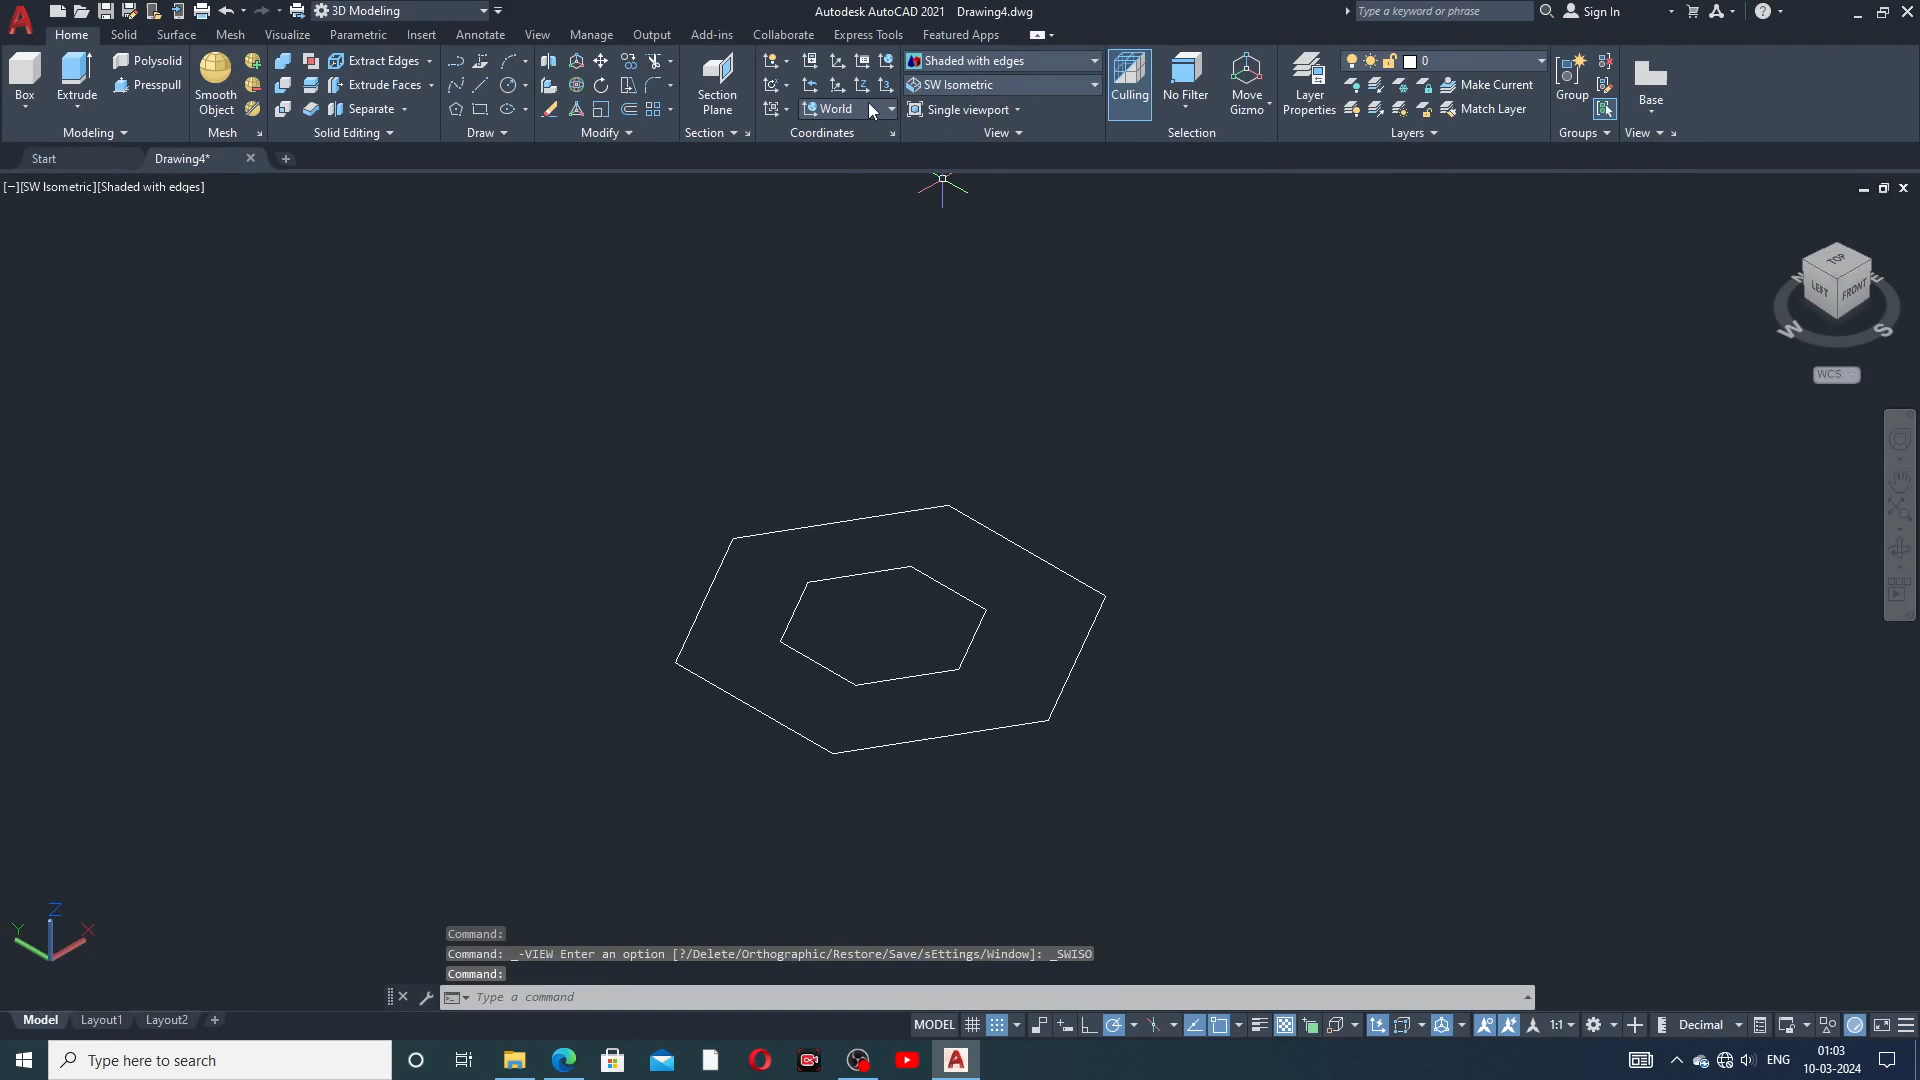 3D Modeling
Autodesk AutoCAD 2021 Drawing4.dwg
Type a keyword or phrase
Sign In
Home Solid Surface Mesh Visualize Parametric Insert Annotate View Manage Output Add-ins Collaborate Express Tools Featured Apps
Box
Extrude
Polysolid
Presspull
Modeling
Smooth
Object
Mesh
Extract Edges
Extrude Faces
Separate
Solid Editing
Draw
Modify
Section
Plane
Section
World
Coordinates
Shaded with edges
SW Isometric
Single viewport
View
Culling
No Filter
Move
Gizmo
Selection
Layer
Properties
0
Make Current
Match Layer
Layers
Group
Groups
Base
View
Start
Drawing4*
[−][SW Isometric][Shaded with edges]
TOP
N E
LEFT FRONT
W S
WCS
Z
Y X
Command:
Command: _-VIEW Enter an option [?/Delete/Orthographic/Restore/Save/sEttings/Window]: _SWISO
Command:
Type a command
Model Layout1 Layout2 +
MODEL
1:1
Decimal
Type here to search
ENG
01:03
10-03-2024